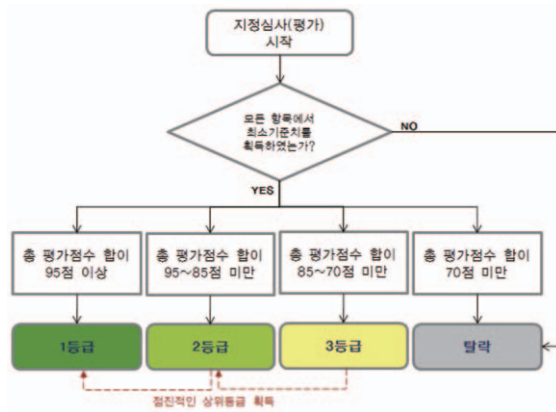 지정심사(평가)
시작
모든 항목에서
최소기준치를
획득하였는가?
NO
YES
총 평가점수 합이
95점 이상
총 평가점수 합이
95~85점 미만
총 평가점수 합이
85~70점 미만
총 평가점수 합이
70점 미만
1등급
2등급
3등급
탈락
점진적인 상위등급 획득